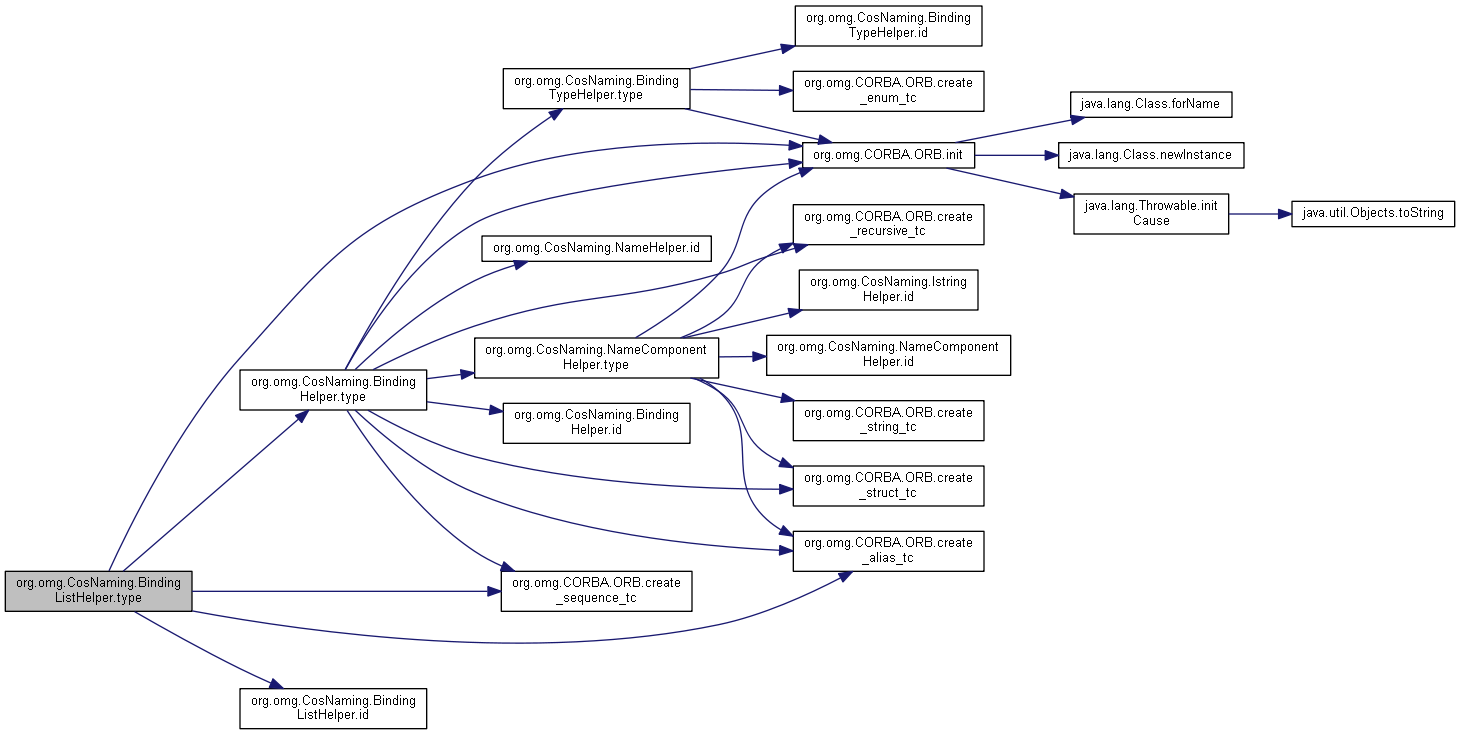 org.omg.CosNaming.Binding
TypeHelper.id
org.omg.CosNaming.Binding
TypeHelper.type
org.omg.CORBA.ORB.create
_enum_tc
java.lang.Class.forName
org.omg.CORBA.ORB.init
java.lang.Class.newInstance
java.lang.Throwable.init
Cause
java.util.Objects.toString
org.omg.CORBA.ORB.create
_recursive_tc
org.omg.CosNaming.NameHelper.id
org.omg.CosNaming.Istring
Helper.id
org.omg.CosNaming.NameComponent
Helper.type
org.omg.CosNaming.NameComponent
Helper.id
org.omg.CosNaming.Binding
Helper.type
org.omg.CosNaming.Binding
Helper.id
org.omg.CORBA.ORB.create
_string_tc
org.omg.CORBA.ORB.create
_struct_tc
org.omg.CORBA.ORB.create
_alias_tc
org.omg.CosNaming.Binding
ListHelper.type
org.omg.CORBA.ORB.create
_sequence_tc
org.omg.CosNaming.Binding
ListHelper.id